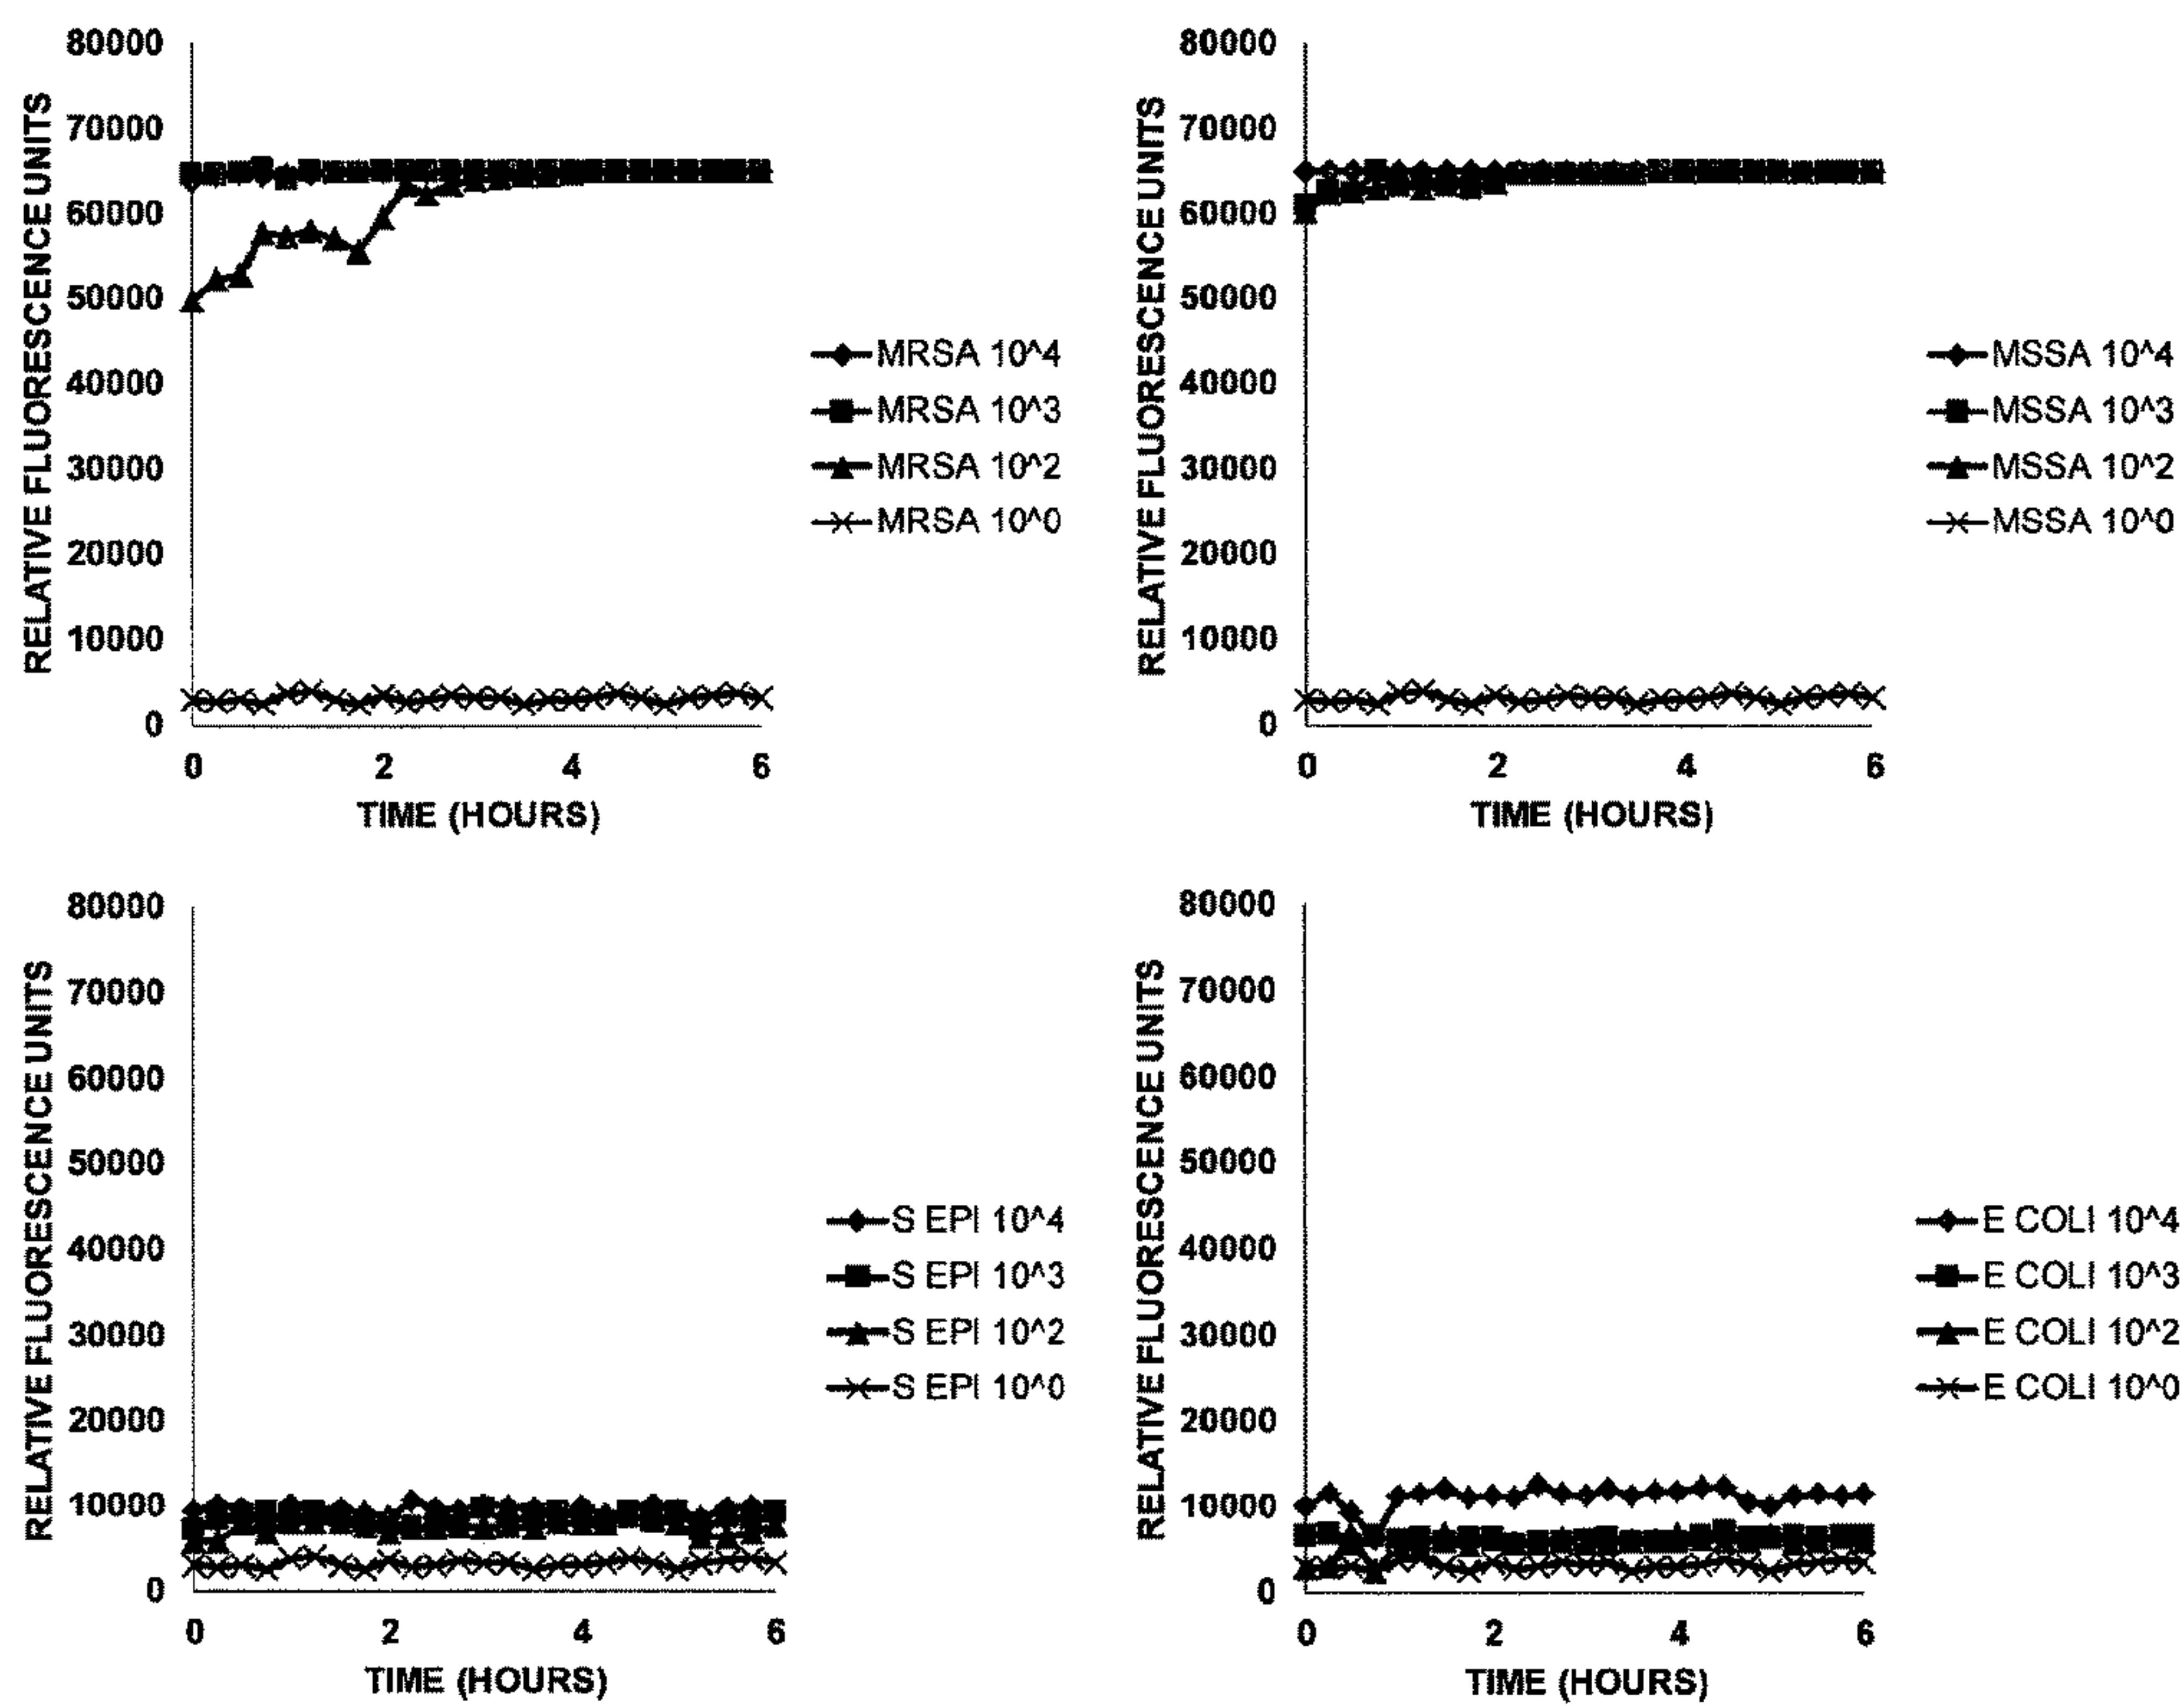 80000
70000
60000
50000
40000
30000
20000
10000
0
RELATIVE FLUORESCENCE UNITS
MRSA 10^4
MRSA 10^3
MRSA 10^2
MRSA 10^0
0 2 4 6
TIME (HOURS)
80000
70000
60000
50000
40000
30000
20000
10000
0
RELATIVE FLUORESCENCE UNITS
MSSA 10^4
MSSA 10^3
MSSA 10^2
MSSA 10^0
0 2 4 6
TIME (HOURS)
80000
70000
60000
50000
40000
30000
20000
10000
0
RELATIVE FLUORESCENCE UNITS
S EPI 10^4
S EPI 10^3
S EPI 10^2
S EPI 10^0
0 2 4 6
TIME (HOURS)
80000
70000
60000
50000
40000
30000
20000
10000
0
RELATIVE FLUORESCENCE UNITS
E COLI 10^4
E COLI 10^3
E COLI 10^2
E COLI 10^0
0 2 4 6
TIME (HOURS)